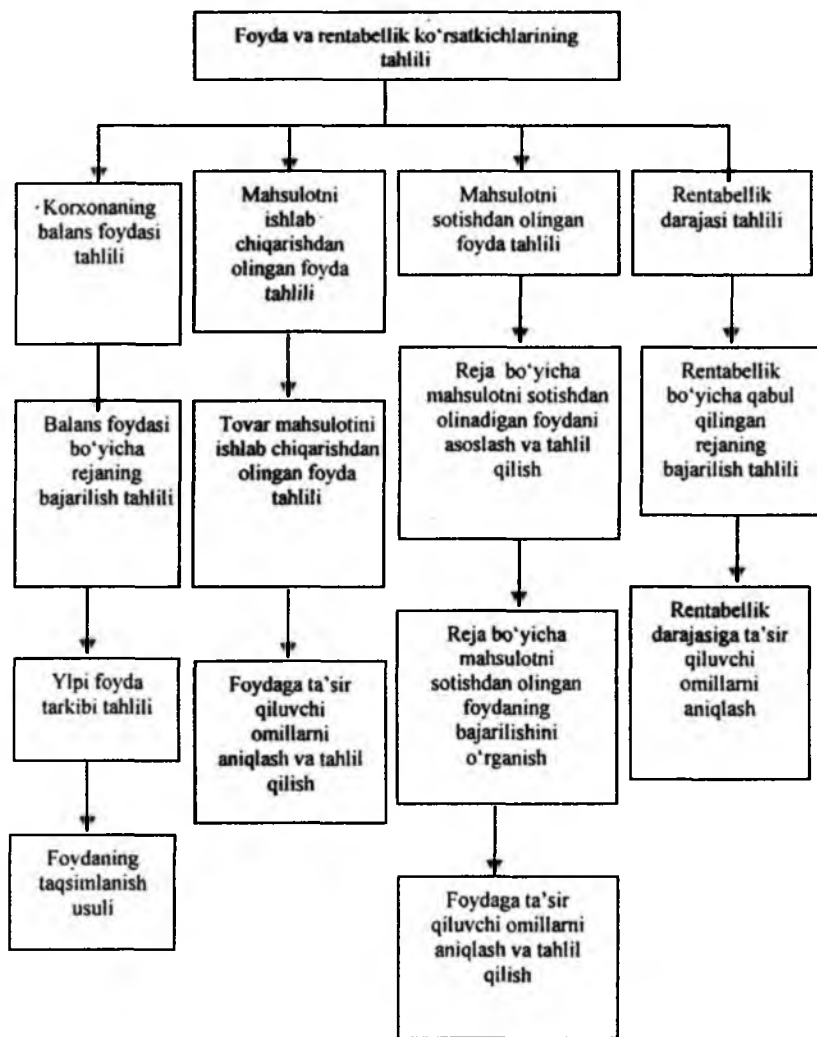 Foyda va rentabellik ko‘rsatkichlarining
tahlili
Korxonaning
balans foydasi
tahlili
Mahsulotni
ishlab
chiqarishdan
olingan foyda
tahlili
Mahsulotni
sotishdan olingan
foyda tahlili
Rentabellik
darajasi tahlili
Balans foydasi
bo‘yicha
rejaning
bajarilish tahlili
Tovar mahsulotini
ishlab chiqarishdan
olingan foyda
tahlili
Reja bo‘yicha
mahsulotni sotishdan
olinadigan foydani
asoslash va tahlil
qilish
Rentabellik
bo‘yicha qabul
qilingan
rejaning
bajarilish tahlili
Ylpi foyda
tarkibi tahlili
Foydaga ta’sir
qiluvchi
omillarni
aniqlash va tahlil
qilish
Reja bo‘yicha
mahsulotni
sotishdan olingan
foydaning
bajarilishini
o‘rganish
Rentabellik
darajasiga ta’sir
qiluvchi
omillarni
aniqlash
Foydaning
taqsimlanish
usuli
Foydaga ta’sir
qiluvchi omillarni
aniqlash va tahlil
qilish